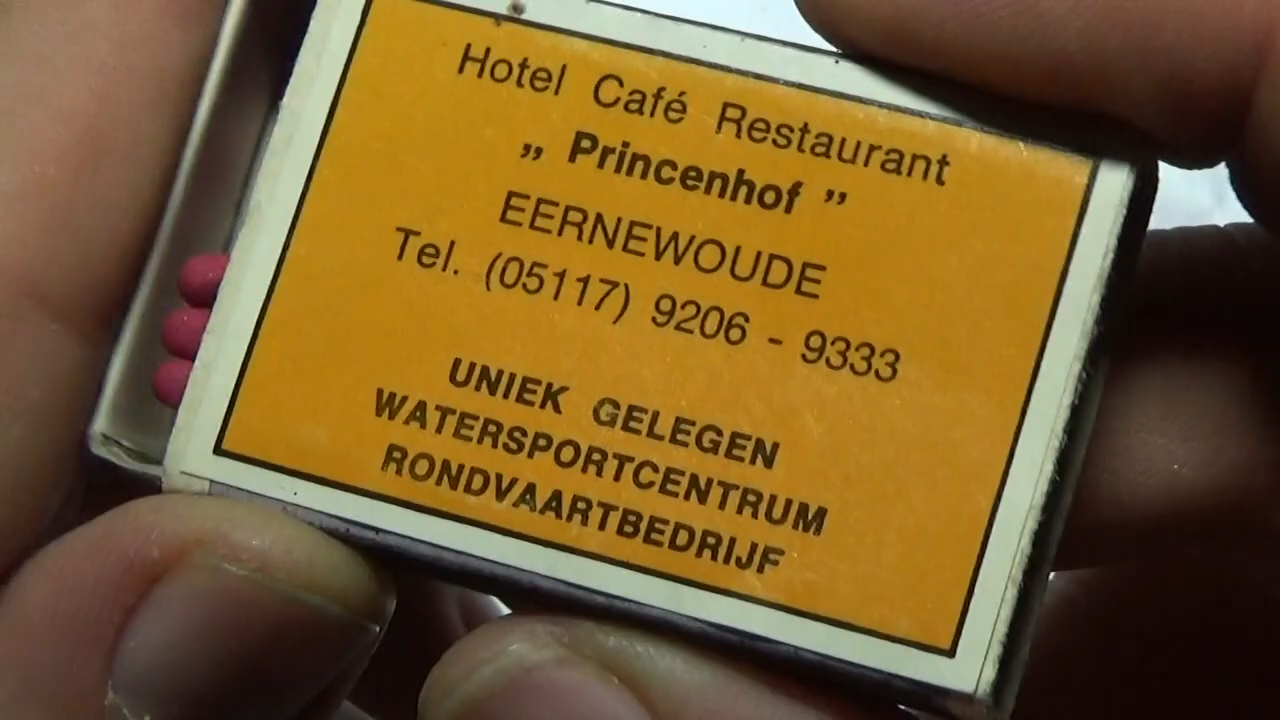 Hotel Café Restaurant
„ Princenhof ”
EERNEWOUDE
Tel. (05117) 9206 - 9333
UNIEK GELEGEN
WATERSPORTCENTRUM
RONDVAARTBEDRIJF